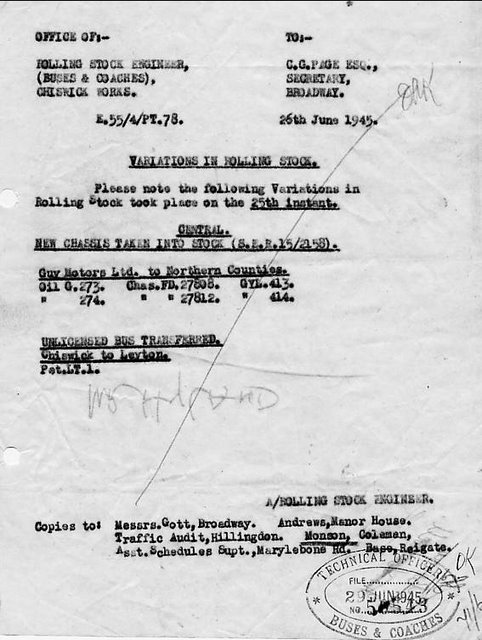 OFFICE OF:-
TO:-
ROLLING STOCK ENGINEER,
(BUSES & COACHES),
CHISWICK WORKS.
C.G.PAGE ESQ.,
SECRETARY,
BROADWAY.
E.55/4/PT.78.
26th June 1945.
VARIATIONS IN ROLLING STOCK.
Please note the following Variations in
Rolling Stock took place on the 25th instant.
CENTRAL.
NEW CHASSIS TAKEN INTO STOCK (S.E.R.15/2158).
Guy Motors Ltd. to Northern Counties.
Oil G.273. Chas.FD.27808. GYL.413.
" 274. " " 27812. " 414.
UNLICENSED BUS TRANSFERRED.
Chiswick to Leyton.
Pet.LT.1.
A/ROLLING STOCK ENGINEER.
Copies to: Messrs.Gott,Broadway. Andrews,Manor House.
Traffic Audit,Hillingdon. Monson, Coleman,
Asst.Schedules Supt.,Marylebone Rd. Base,Reigate.
TECHNICAL OFFICER
FILE
29 JUN 1945
NO.
BUSES & COACHES
OK